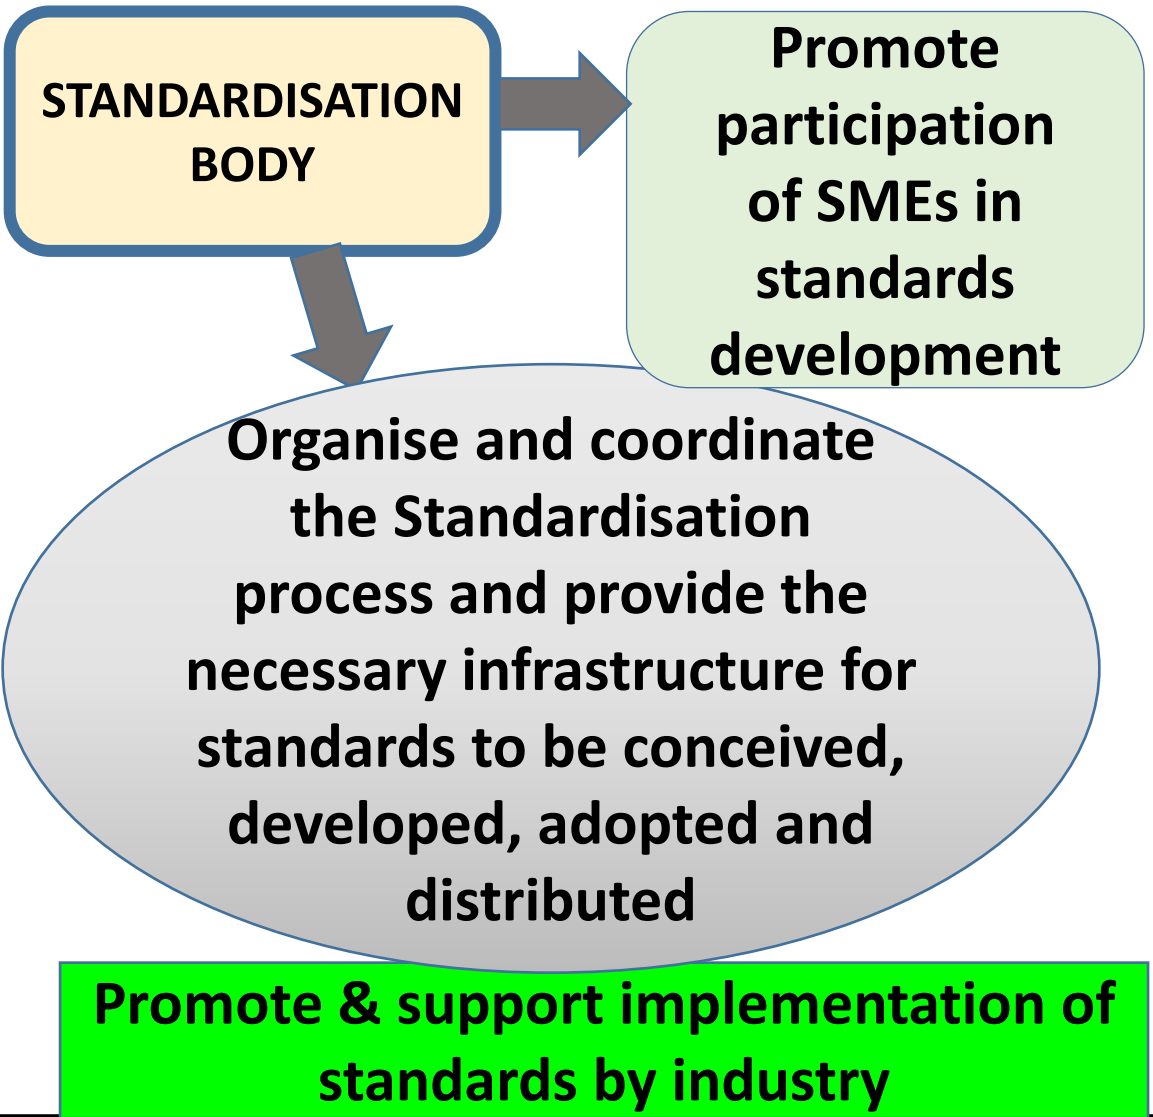 STANDARDISATION
BODY
Promote
participation
of SMEs in
standards
development
Organise and coordinate
the Standardisation
process and provide the
necessary infrastructure for
standards to be conceived,
developed, adopted and
distributed
Promote & support implementation of
standards by industry